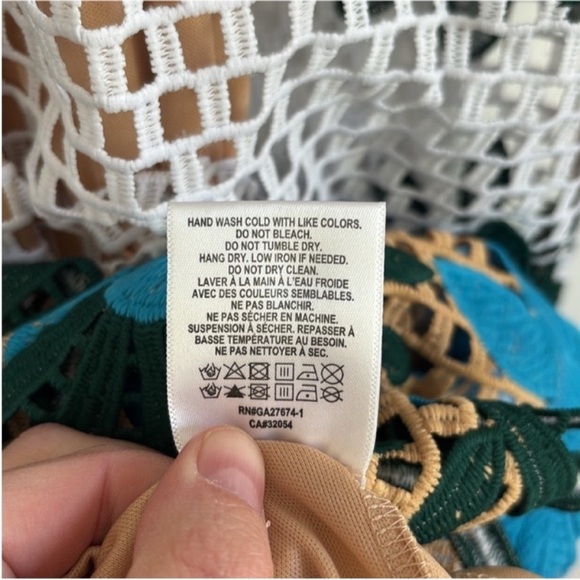 HAND WASH COLD WITH LIKE COLORS.
DO NOT BLEACH.
DO NOT TUMBLE DRY.
HANG DRY. LOW IRON IF NEEDED.
DO NOT DRY CLEAN.
LAVER À LA MAIN À L'EAU FROIDE
AVEC DES COULEURS SEMBLABLES.
NE PAS BLANCHIR.
NE PAS SÉCHER EN MACHINE.
SUSPENSION À SÉCHER. REPASSER À
BASSE TEMPÉRATURE AU BESOIN.
NE PAS NETTOYER À SEC.
RN#GA27674-1
CA#32054